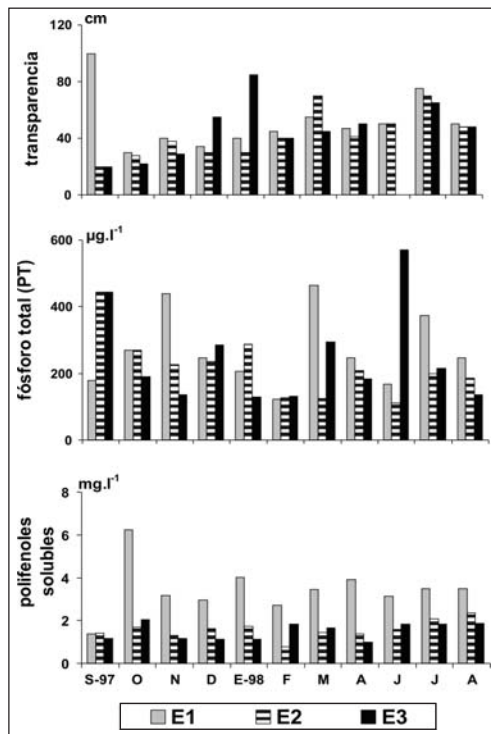 cm
120
80
40
0
transparencia
µg.l⁻¹
600
400
200
0
fósforo total (PT)
mg.l⁻¹
8
6
4
2
0
polifenoles
solubles
S-97 O N D E-98 F M A J J A
E1 E2 E3